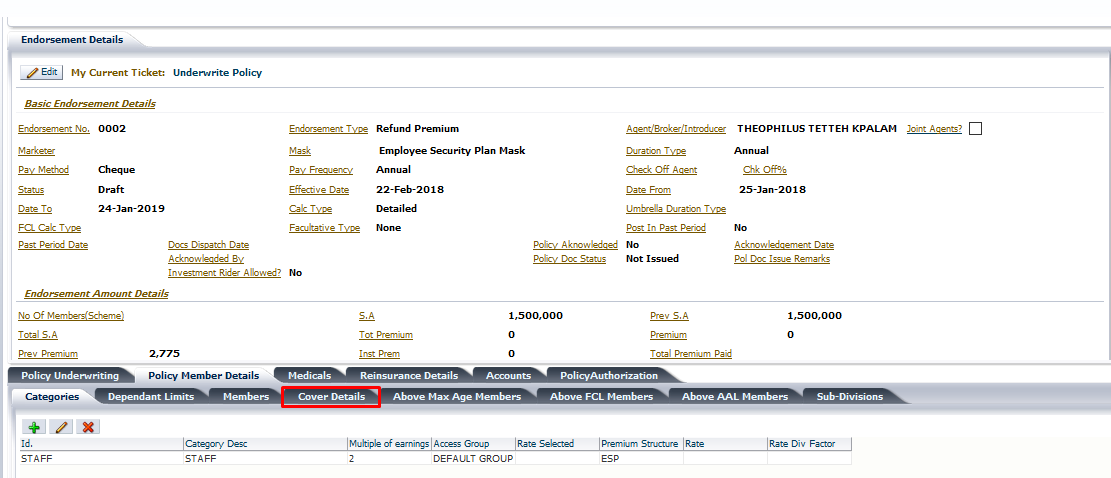 Endorsement Details
Edit My Current Ticket: Underwrite Policy
Basic Endorsement Details
Endorsement No. 0002 Endorsement Type Refund Premium Agent/Broker/Introducer THEOPHILUS TETTEH KPALAM Joint Agents?
Marketer Mask Employee Security Plan Mask Duration Type Annual
Pay Method Cheque Pay Frequency Annual Check Off Agent Chk Off%
Status Draft Effective Date 22-Feb-2018 Date From 25-Jan-2018
Date To 24-Jan-2019 Calc Type Detailed Umbrella Duration Type
FCL Calc Type Facultative Type None Post In Past Period No
Past Period Date Docs Dispatch Date Policy Aknowledged No Acknowledgement Date
Acknowlegded By Policy Doc Status Not Issued Pol Doc Issue Remarks
Investment Rider Allowed? No
Endorsement Amount Details
No Of Members(Scheme) S.A 1,500,000 Prev S.A 1,500,000
Total S.A Tot Premium 0 Premium 0
Prev Premium 2,775 Inst Prem 0 Total Premium Paid
Policy Underwriting Policy Member Details Medicals Reinsurance Details Accounts PolicyAuthorization
Categories Dependant Limits Members Cover Details Above Max Age Members Above FCL Members Above AAL Members Sub-Divisions
Id. Category Desc Multiple of earnings Access Group Rate Selected Premium Structure Rate Rate Div Factor
STAFF STAFF 2 DEFAULT GROUP ESP